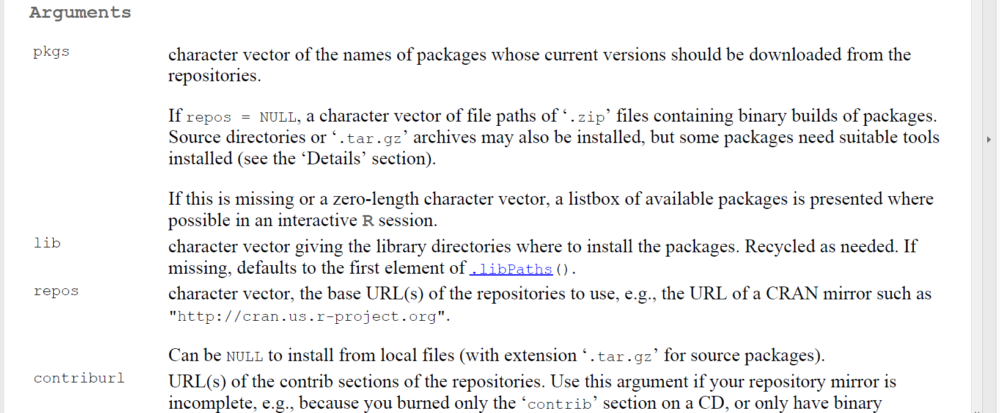 Arguments
pkgs
character vector of the names of packages whose current versions should be downloaded from the
repositories.
If repos = NULL, a character vector of file paths of ‘.zip’ files containing binary builds of packages.
Source directories or ‘.tar.gz’ archives may also be installed, but some packages need suitable tools
installed (see the ‘Details’ section).
If this is missing or a zero-length character vector, a listbox of available packages is presented where
possible in an interactive R session.
lib
character vector giving the library directories where to install the packages. Recycled as needed. If
missing, defaults to the first element of .libPaths().
repos
character vector, the base URL(s) of the repositories to use, e.g., the URL of a CRAN mirror such as
"http://cran.us.r-project.org".
Can be NULL to install from local files (with extension ‘.tar.gz’ for source packages).
contriburl
URL(s) of the contrib sections of the repositories. Use this argument if your repository mirror is
incomplete, e.g., because you burned only the ‘contrib’ section on a CD, or only have binary